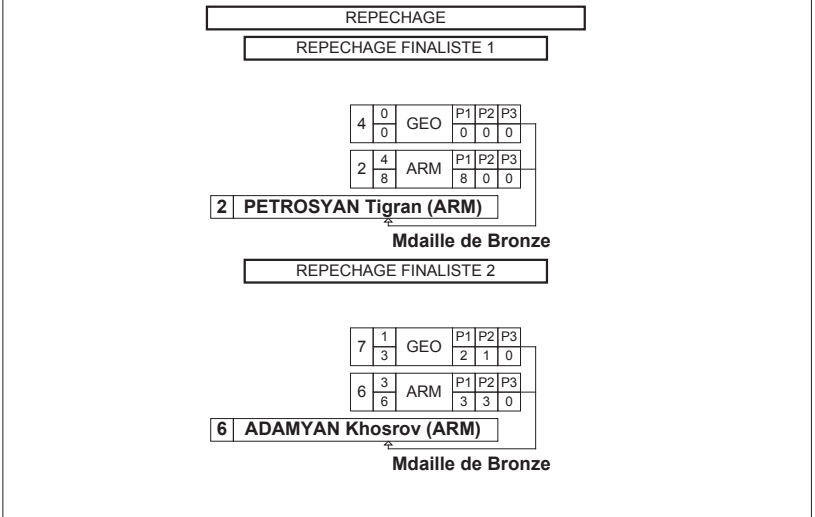 REPECHAGE
REPECHAGE FINALISTE 1
0 P1 P2 P3
4 GEO
0 0 0 0
4 P1 P2 P3
2 ARM
8 8 0 0
2 PETROSYAN Tigran (ARM)
Mdaille de Bronze
REPECHAGE FINALISTE 2
1 P1 P2 P3
7 GEO
3 2 1 0
3 P1 P2 P3
6 ARM
6 3 3 0
6 ADAMYAN Khosrov (ARM)
Mdaille de Bronze